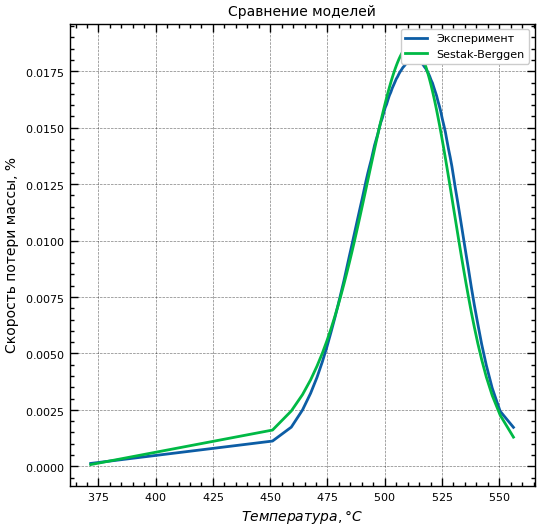 Сравнение моделей
Эксперимент
Sestak-Berggen
Скорость потери массы, %
0.0175
0.0150
0.0125
0.0100
0.0075
0.0050
0.0025
0.0000
375 400 425 450 475 500 525 550
Температура, °C